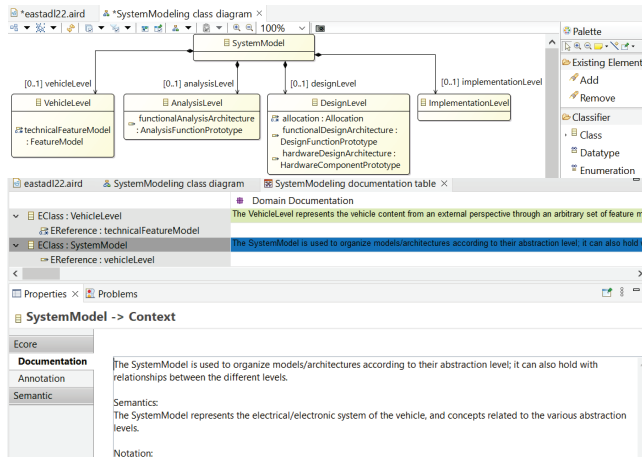 *eastadl22.aird
*SystemModeling class diagram
100%
Palette
SystemModel
Existing Element
Add
Remove
Classifier
Class
Datatype
Enumeration
[0..1] vehicleLevel
[0..1] analysisLevel
[0..1] designLevel
[0..1] implementationLevel
VehicleLevel
technicalFeatureModel
: FeatureModel
AnalysisLevel
functionalAnalysisArchitecture
: AnalysisFunctionPrototype
DesignLevel
allocation : Allocation
functionalDesignArchitecture :
DesignFunctionPrototype
hardwareDesignArchitecture :
HardwareComponentPrototype
ImplementationLevel
eastadl22.aird
SystemModeling class diagram
SystemModeling documentation table
Domain Documentation
EClass : VehicleLevel
The VehicleLevel represents the vehicle content from an external perspective through an arbitrary set of feature m
EReference : technicalFeatureModel
EClass : SystemModel
The SystemModel is used to organize models/architectures according to their abstraction level; it can also hold
EReference : vehicleLevel
Properties
Problems
SystemModel -> Context
Ecore
Documentation
Annotation
Semantic
The SystemModel is used to organize models/architectures according to their abstraction level; it can also hold with
relationships between the different levels.
Semantics:
The SystemModel represents the electrical/electronic system of the vehicle, and concepts related to the various abstraction
levels.
Notation: